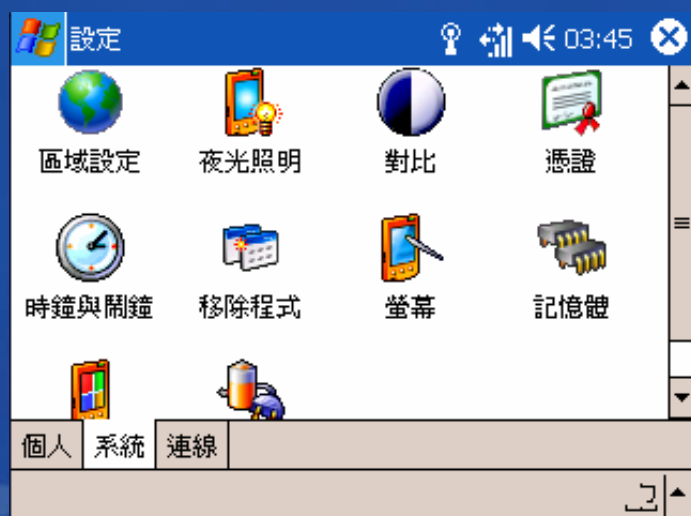 設定 03:45
區域設定 夜光照明 對比 憑證
時鐘與鬧鐘 移除程式 螢幕 記憶體
個人 系統 連線